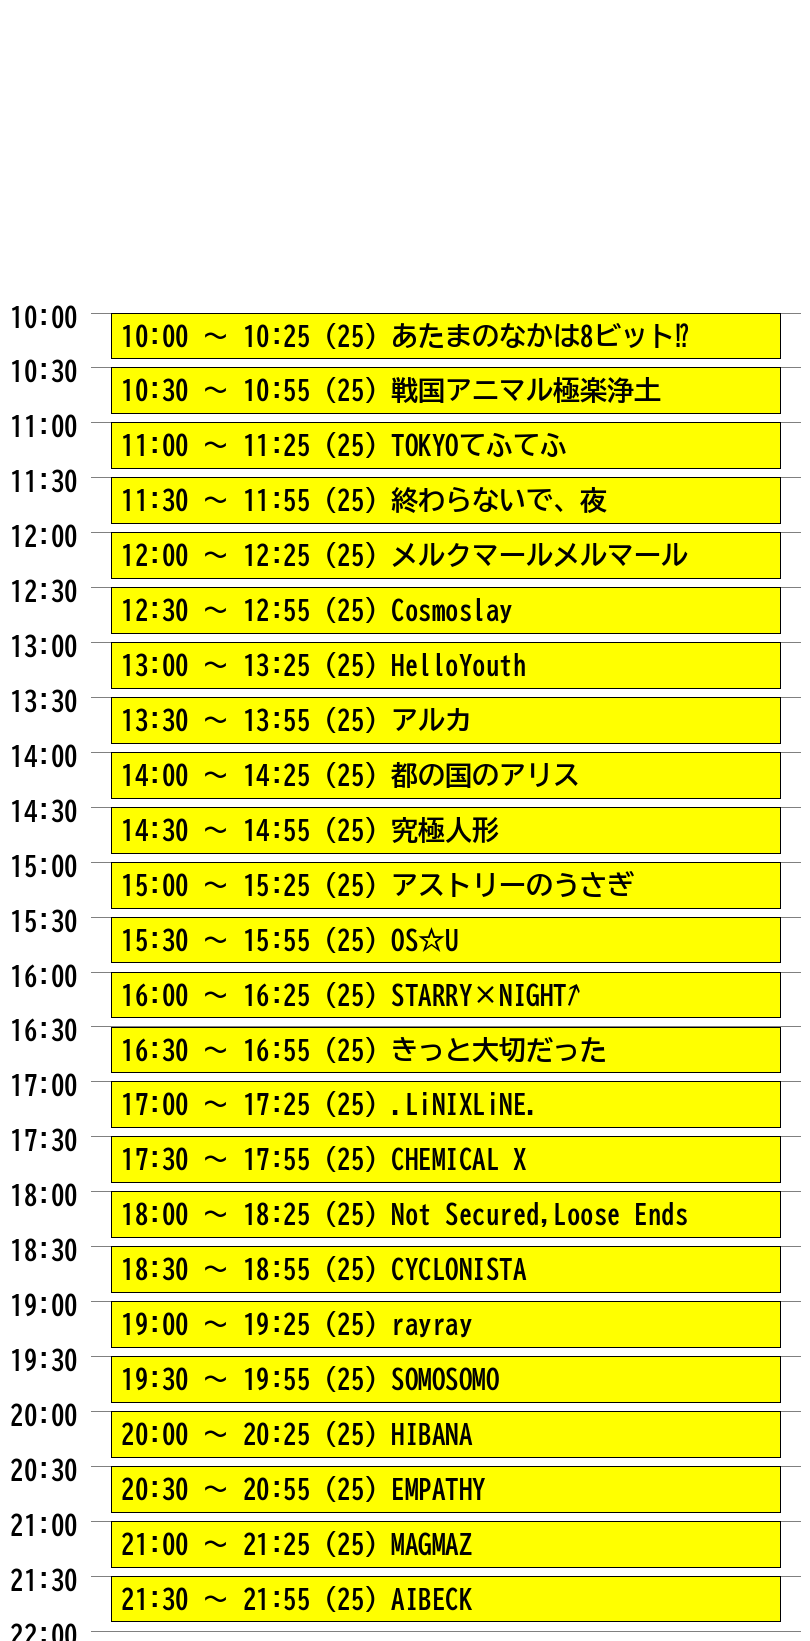 10:00
10:00 ～ 10:25 (25) あたまのなかは8ビット⁉
10:30
10:30 ～ 10:55 (25) 戦国アニマル極楽浄土
11:00
11:00 ～ 11:25 (25) TOKYOてふてふ
11:30
11:30 ～ 11:55 (25) 終わらないで、夜
12:00
12:00 ～ 12:25 (25) メルクマールメルマール
12:30
12:30 ～ 12:55 (25) Cosmoslay
13:00
13:00 ～ 13:25 (25) HelloYouth
13:30
13:30 ～ 13:55 (25) アルカ
14:00
14:00 ～ 14:25 (25) 都の国のアリス
14:30
14:30 ～ 14:55 (25) 究極人形
15:00
15:00 ～ 15:25 (25) アストリーのうさぎ
15:30
15:30 ～ 15:55 (25) OS☆U
16:00
16:00 ～ 16:25 (25) STARRY×NIGHT⤴
16:30
16:30 ～ 16:55 (25) きっと大切だった
17:00
17:00 ～ 17:25 (25) .LiNIXLiNE.
17:30
17:30 ～ 17:55 (25) CHEMICAL X
18:00
18:00 ～ 18:25 (25) Not Secured,Loose Ends
18:30
18:30 ～ 18:55 (25) CYCLONISTA
19:00
19:00 ～ 19:25 (25) rayray
19:30
19:30 ～ 19:55 (25) SOMOSOMO
20:00
20:00 ～ 20:25 (25) HIBANA
20:30
20:30 ～ 20:55 (25) EMPATHY
21:00
21:00 ～ 21:25 (25) MAGMAZ
21:30
21:30 ～ 21:55 (25) AIBECK
22:00